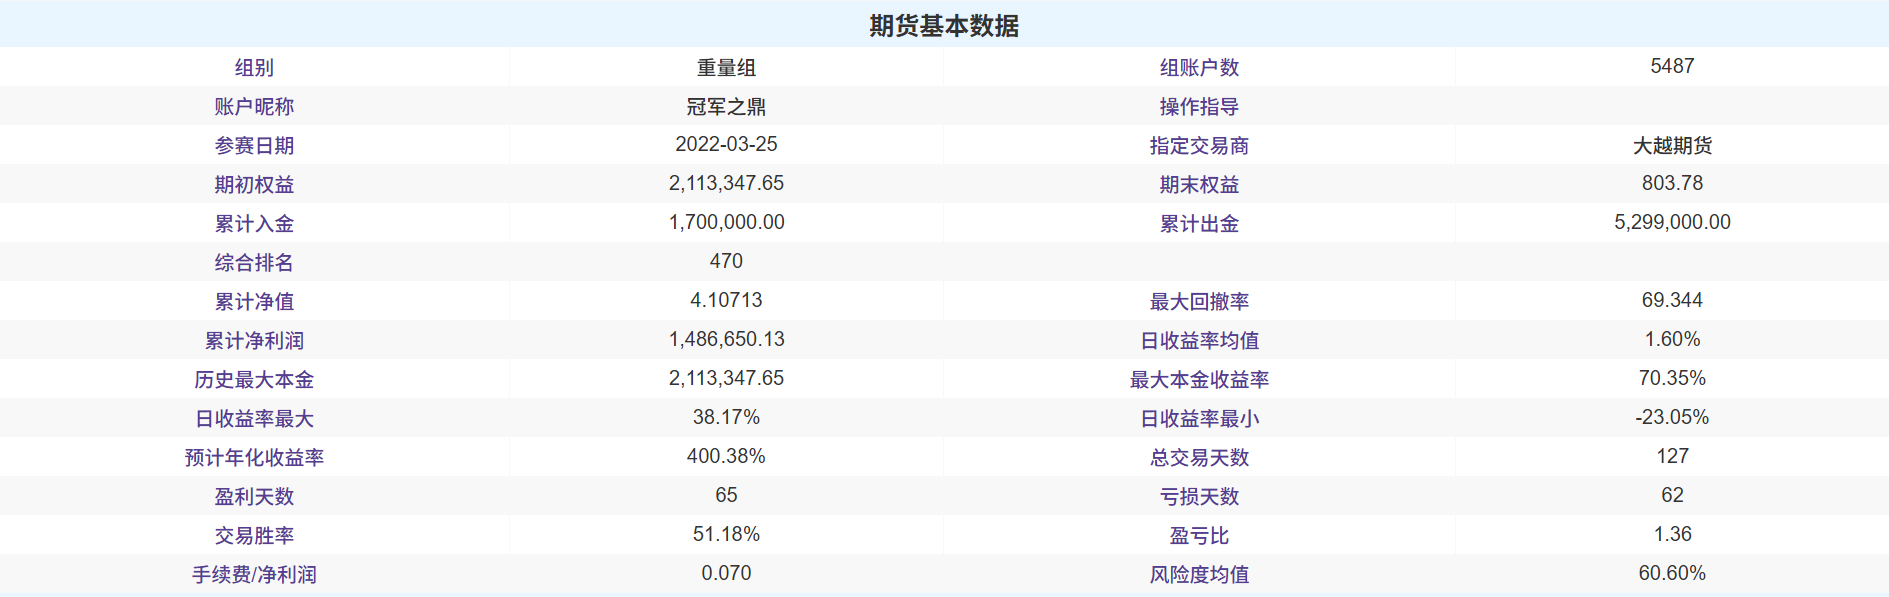 期货基本数据
组别 重量组 组账户数 5487
账户昵称 冠军之鼎 操作指导
参赛日期 2022-03-25 指定交易商 大越期货
期初权益 2,113,347.65 期末权益 803.78
累计入金 1,700,000.00 累计出金 5,299,000.00
综合排名 470
累计净值 4.10713 最大回撤率 69.344
累计净利润 1,486,650.13 日收益率均值 1.60%
历史最大本金 2,113,347.65 最大本金收益率 70.35%
日收益率最大 38.17% 日收益率最小 -23.05%
预计年化收益率 400.38% 总交易天数 127
盈利天数 65 亏损天数 62
交易胜率 51.18% 盈亏比 1.36
手续费/净利润 0.070 风险度均值 60.60%